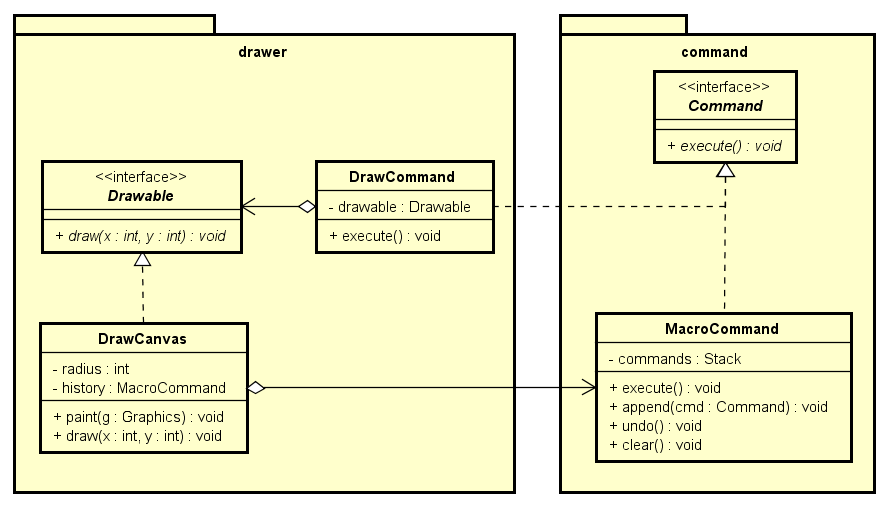 drawer
<<interface>>
Drawable
+ draw(x : int, y : int) : void
DrawCommand
- drawable : Drawable
+ execute() : void
DrawCanvas
- radius : int
- history : MacroCommand
+ paint(g : Graphics) : void
+ draw(x : int, y : int) : void
command
<<interface>>
Command
+ execute() : void
MacroCommand
- commands : Stack
+ execute() : void
+ append(cmd : Command) : void
+ undo() : void
+ clear() : void